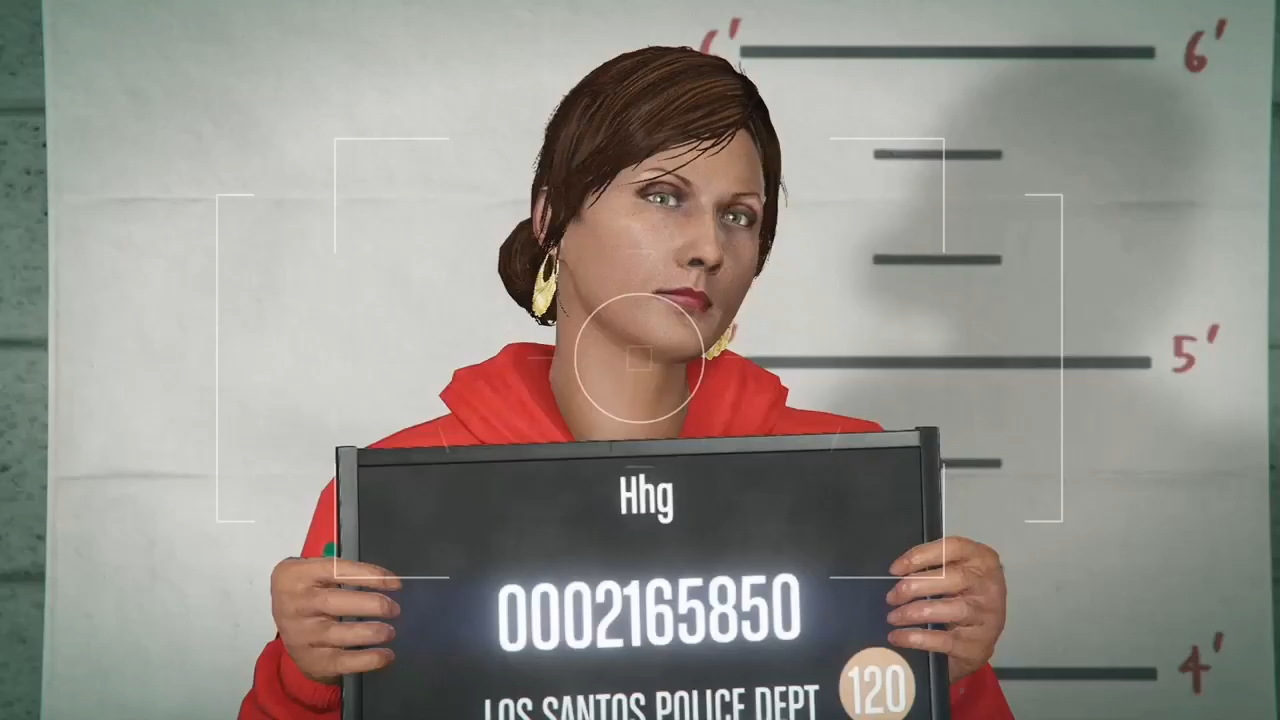 6' 6'
5'
Hhg
0002165850
LOS SANTOS POLICE DEPT
120
4'